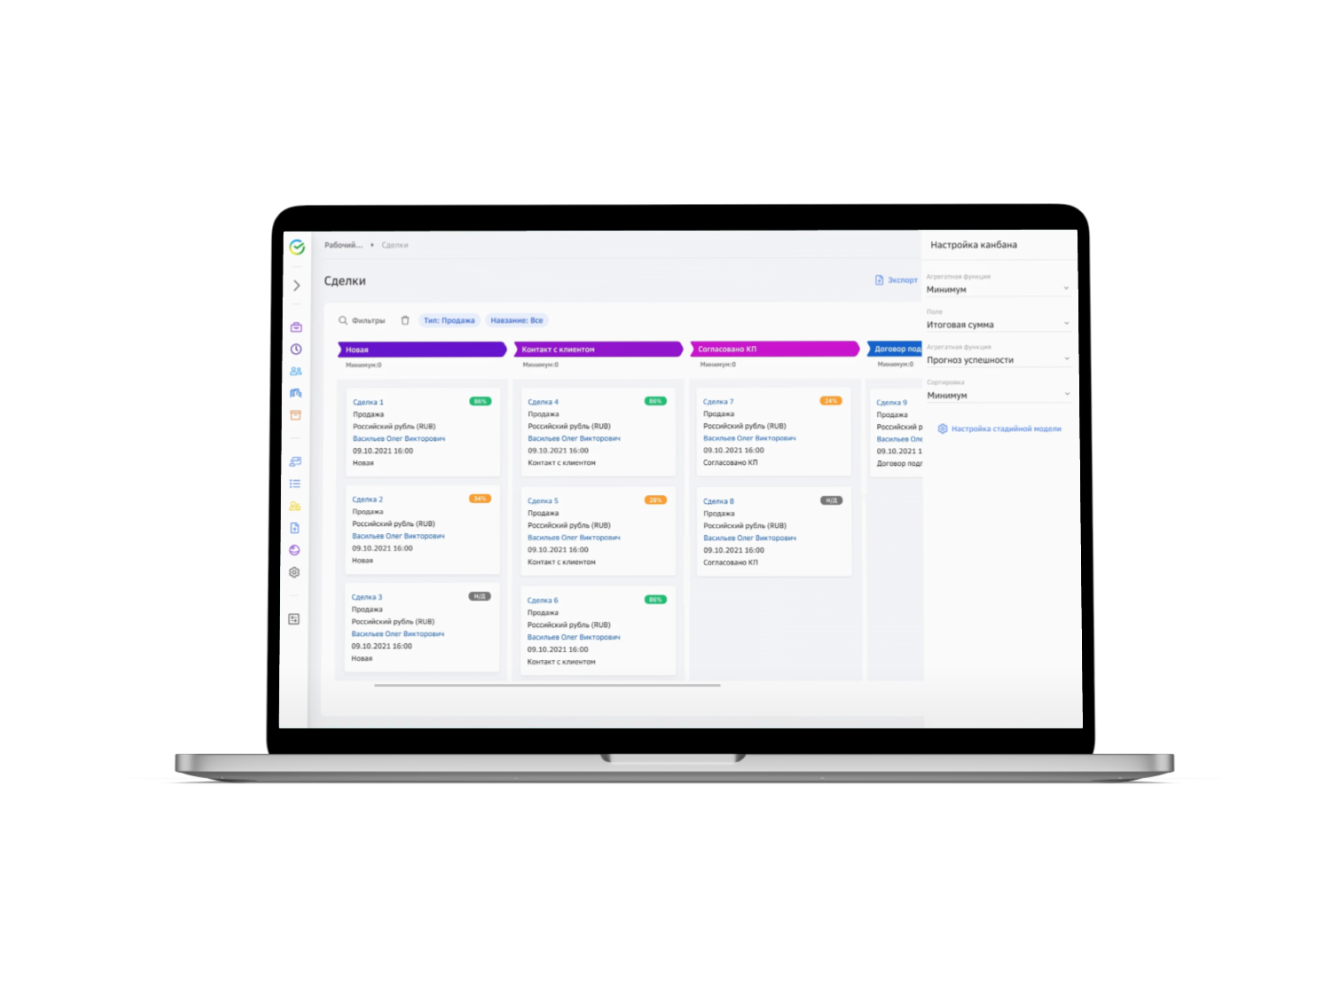 Рабочий... ▸ Сделки
Настройка канбана
Сделки
Экспорт
Фильтры
Тип: Продажа
Навзание: Все
Новая
Минимум:0
Сделка 1
86%
Продажа
Российский рубль (RUB)
Васильев Олег Викторович
09.10.2021 16:00
Новая
Сделка 2
Продажа
Российский рубль (RUB)
Васильев Олег Викторович
09.10.2021 16:00
Новая
Сделка 3
Н/Д
Продажа
Российский рубль (RUB)
Васильев Олег Викторович
09.10.2021 16:00
Новая
Контакт с клиентом
Минимум:0
Сделка 4
86%
Продажа
Российский рубль (RUB)
Васильев Олег Викторович
09.10.2021 16:00
Контакт с клиентом
Сделка 5
Продажа
Российский рубль (RUB)
Васильев Олег Викторович
09.10.2021 16:00
Контакт с клиентом
Сделка 6
86%
Продажа
Российский рубль (RUB)
Васильев Олег Викторович
09.10.2021 16:00
Контакт с клиентом
Согласовано КП
Минимум:0
Сделка 7
Продажа
Российский рубль (RUB)
Васильев Олег Викторович
09.10.2021 16:00
Согласовано КП
Сделка 8
Н/Д
Продажа
Российский рубль (RUB)
Васильев Олег Викторович
09.10.2021 16:00
Согласовано КП
Договор под
Минимум:0
Сделка 9
Продажа
Российский р
Васильев Оле
09.10.2021 1
Договор подп
Агрегатная функция
Минимум
Поле
Итоговая сумма
Агрегатная функция
Прогноз успешности
Сортировка
Минимум
Настройка стадийной модели